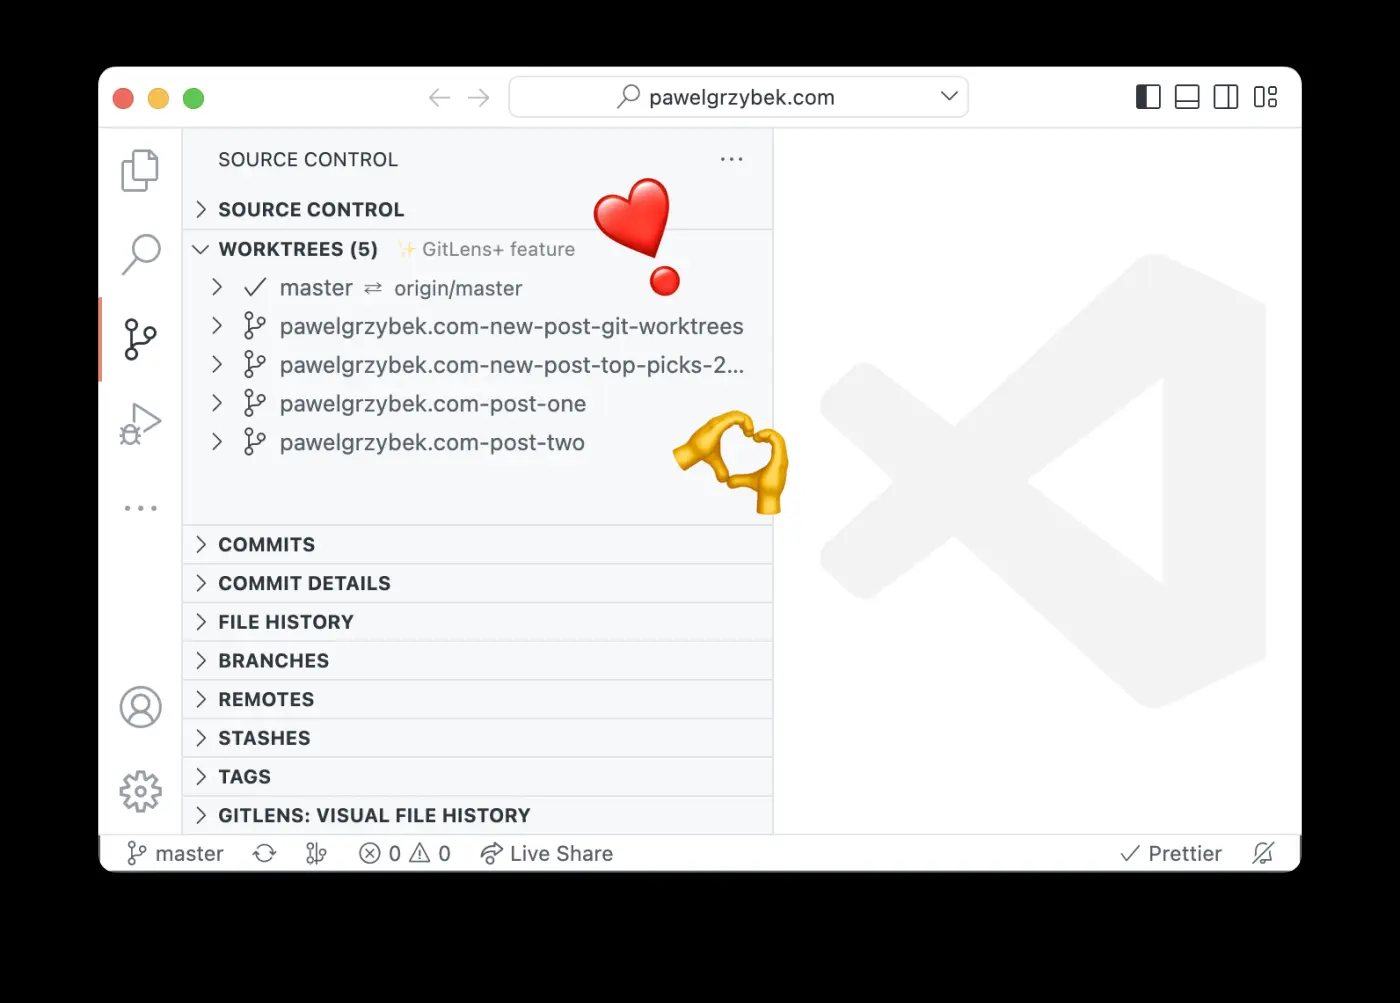 pawelgrzybek.com
SOURCE CONTROL
SOURCE CONTROL
WORKTREES (5) ✨ GitLens+ feature
master ⇄ origin/master
pawelgrzybek.com-new-post-git-worktrees
pawelgrzybek.com-new-post-top-picks-2...
pawelgrzybek.com-post-one
pawelgrzybek.com-post-two
COMMITS
COMMIT DETAILS
FILE HISTORY
BRANCHES
REMOTES
STASHES
TAGS
GITLENS: VISUAL FILE HISTORY
master 0 0 Live Share Prettier